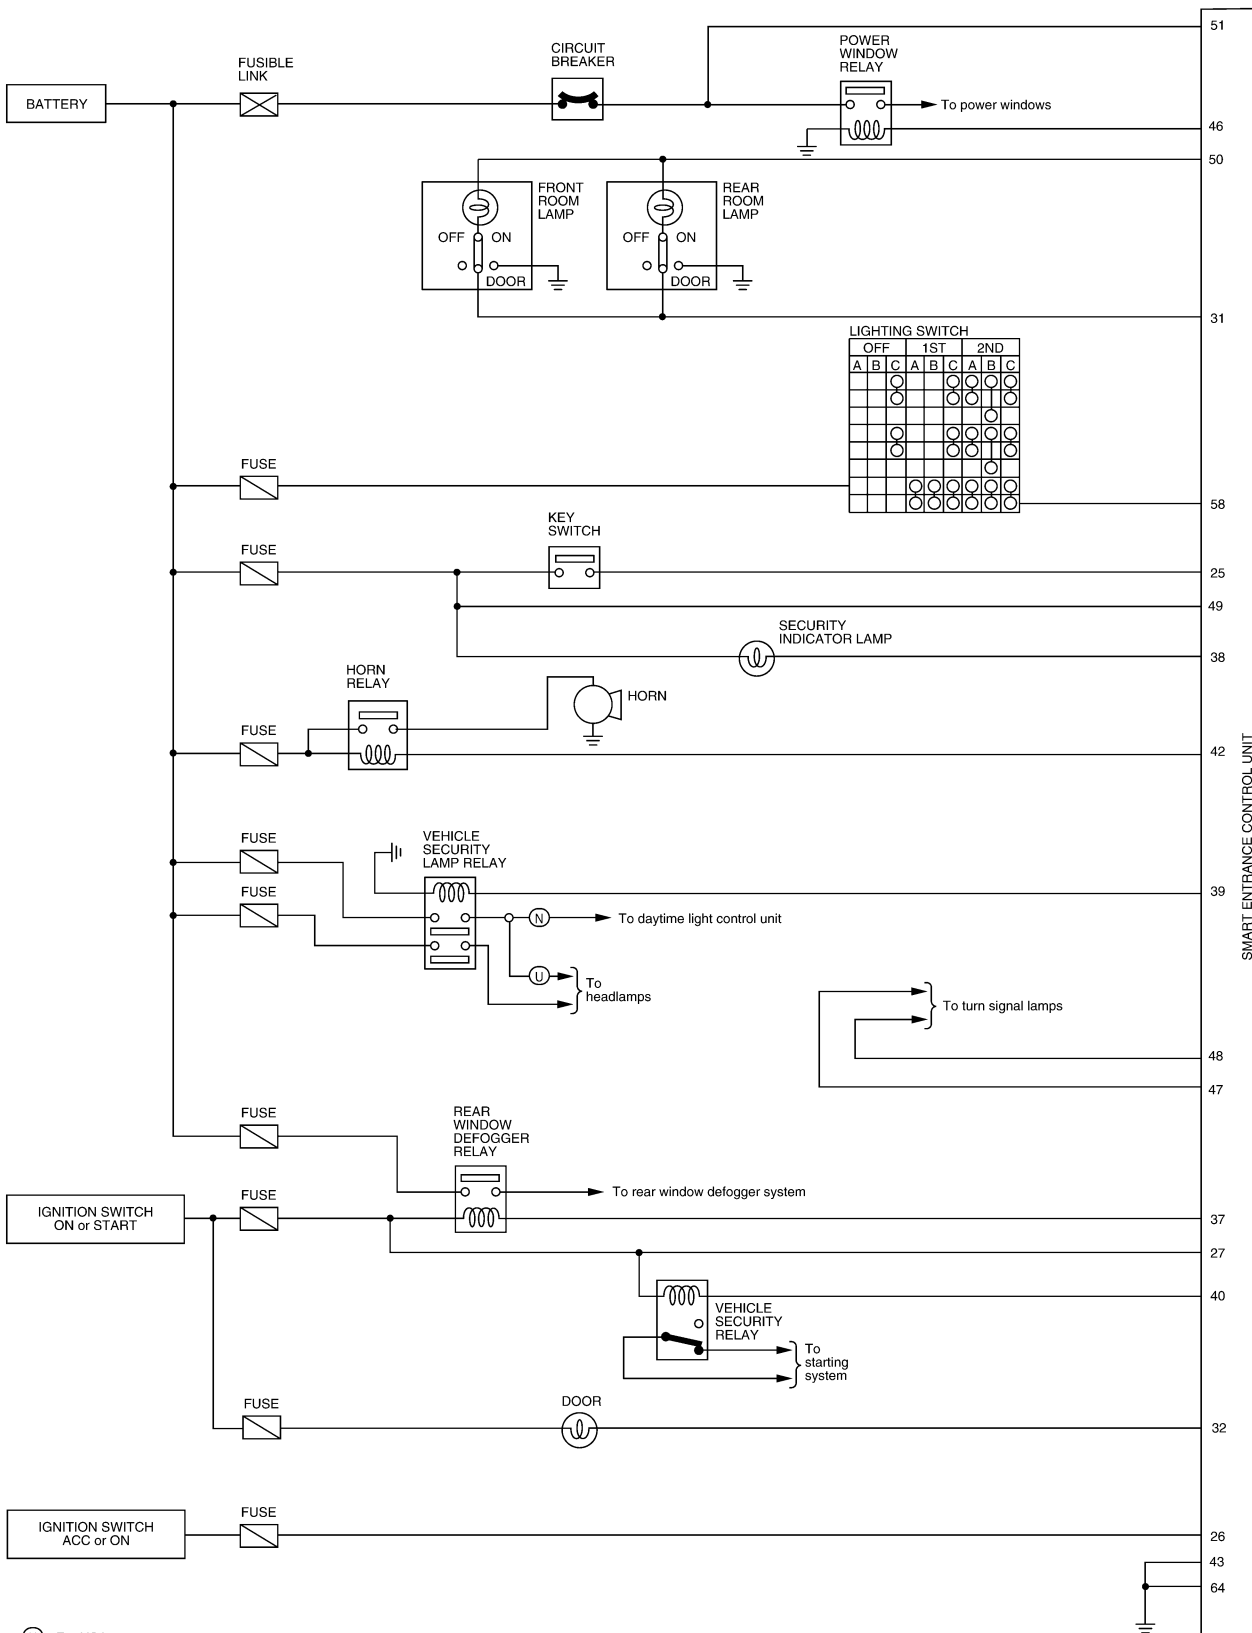 51
POWER
WINDOW
RELAY
CIRCUIT
BREAKER
FUSIBLE
LINK
BATTERY
To power windows
46
50
FRONT
ROOM
LAMP
REAR
ROOM
LAMP
OFF ON
OFF ON
DOOR
DOOR
31
LIGHTING SWITCH
OFF 1ST 2ND
A B C A B C A B C
FUSE
58
KEY
SWITCH
FUSE
25
49
SECURITY
INDICATOR LAMP
38
HORN
RELAY
HORN
FUSE
42
SMART ENTRANCE CONTROL UNIT
FUSE
VEHICLE
SECURITY
LAMP RELAY
FUSE
39
N
To daytime light control unit
U
To
headlamps
To turn signal lamps
48
47
FUSE
REAR
WINDOW
DEFOGGER
RELAY
To rear window defogger system
FUSE
IGNITION SWITCH
ON or START
37
27
40
VEHICLE
SECURITY
RELAY
To
starting
system
FUSE
DOOR
32
FUSE
IGNITION SWITCH
ACC or ON
26
43
64